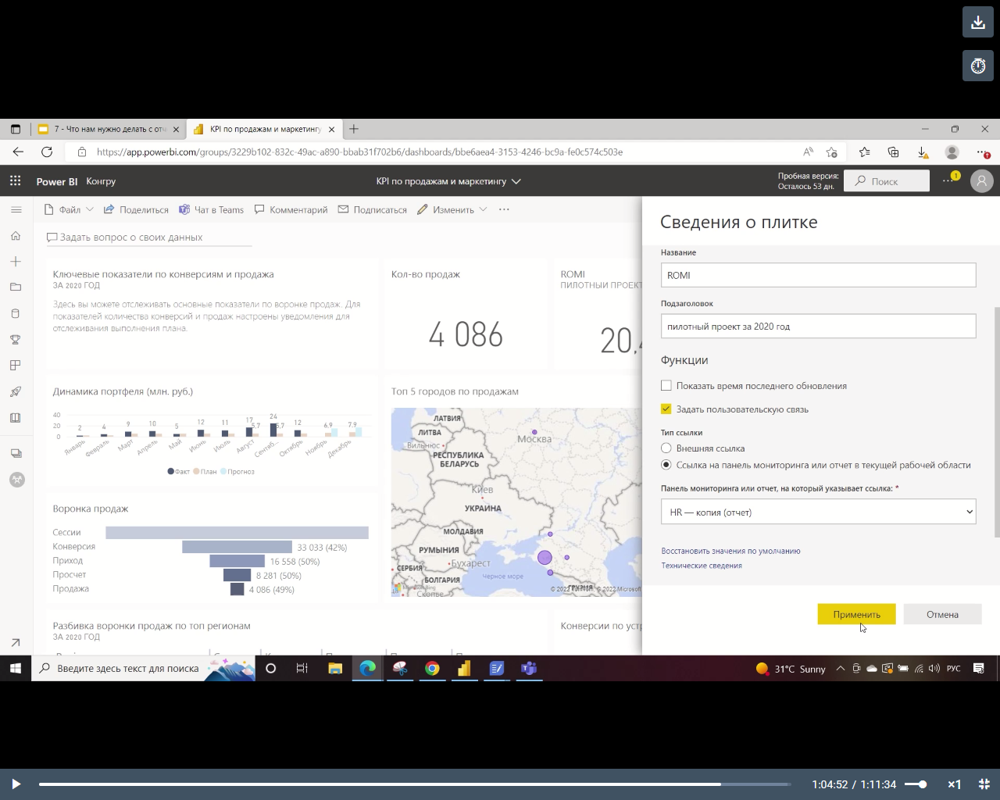 7 - Что нам нужно делать с отч
KPI по продажам и маркетингу
https://app.powerbi.com/groups/3229b102-832c-49ac-a890-bbab31f702b6/dashboards/bbe6aea4-3153-4246-bc9a-fe0c574c503e
Power BI Конгру
KPI по продажам и маркетингу
Пробная версия:
Осталось 53 дн.
Поиск
1
Файл
Поделиться
Чат в Teams
Комментарий
Подписаться
Изменить
Задать вопрос о своих данных
Ключевые показатели по конверсиям и продажа
ЗА 2020 ГОД
Здесь вы можете отслеживать основные показатели по воронке продаж. Для
показателей количества конверсий и продаж настроены уведомления для
отслеживания выполнения плана.
Кол-во продаж
4 086
ROMI
ПИЛОТНЫЙ ПРОЕКТ
20,4
Динамика портфеля (млн. руб.)
40
20
0
2 4 9 10 5 12 11 17 5.7 24 5.7 12 6.9 7.9
Январь Февраль Март Апрель Май Июнь Июль Август Сентяб... Октябрь Ноябрь Декабрь
Факт План Прогноз
Топ 5 городов по продажам
ЛАТВИЯ
ЛИТВА
Вильнюс
Москва
РЕСПУБЛИКА
БЕЛАРУСЬ
Киев
УКРАИНА
МОЛДАВИЯ
РУМЫНИЯ
Бухарест
СЕРБИЯ
Черное море
БОЛГАРИЯ
Скопье
ГРУЗИЯ
© 2022 TomTom, © 2022 Microsoft
Воронка продаж
Сессии
Конверсия 33 033 (42%)
Приход 16 558 (50%)
Просчет 8 281 (50%)
Продажа 4 086 (49%)
Разбивка воронки продаж по топ регионам
ЗА 2020 ГОД
Конверсии по устр
Сведения о плитке
Название
ROMI
Подзаголовок
пилотный проект за 2020 год
Функции
Показать время последнего обновления
Задать пользовательскую связь
Тип ссылки
Внешняя ссылка
Ссылка на панель мониторинга или отчет в текущей рабочей области
Панель мониторинга или отчет, на который указывает ссылка: *
HR — копия (отчет)
Восстановить значения по умолчанию
Технические сведения
Применить
Отмена
Введите здесь текст для поиска
31°C Sunny
РУС
1:04:52 / 1:11:34
×1